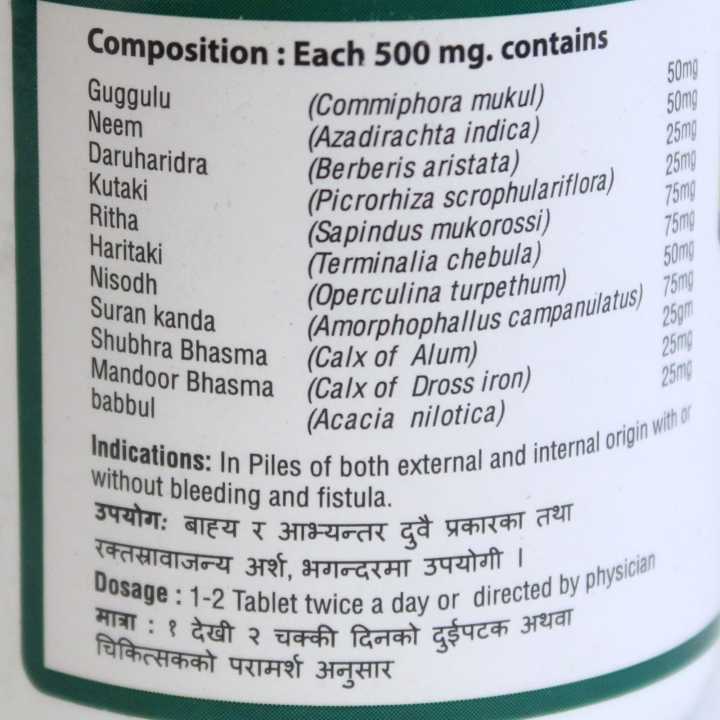 Composition : Each 500 mg. contains
Guggulu (Commiphora mukul) 50mg
Neem (Azadirachta indica) 50mg
Daruharidra (Berberis aristata) 25mg
Kutaki (Picrorhiza scrophulariflora) 25mg
Ritha (Sapindus mukorossi) 75mg
Haritaki (Terminalia chebula) 75mg
Nisodh (Operculina turpethum) 50mg
Suran kanda (Amorphophallus campanulatus) 75mg
Shubhra Bhasma (Calx of Alum) 25gm
Mandoor Bhasma (Calx of Dross iron) 25mg
babbul (Acacia nilotica) 25mg
Indications: In Piles of both external and internal origin with or
without bleeding and fistula.
उपयोग: बाह्य र आभ्यन्तर दुवै प्रकारका तथा
रक्तस्रावाजन्य अर्श, भगन्दरमा उपयोगी ।
Dosage : 1-2 Tablet twice a day or directed by physician
मात्रा : १ देखी २ चक्की दिनको दुईपटक अथवा
चिकित्सकको परामर्श अनुसार